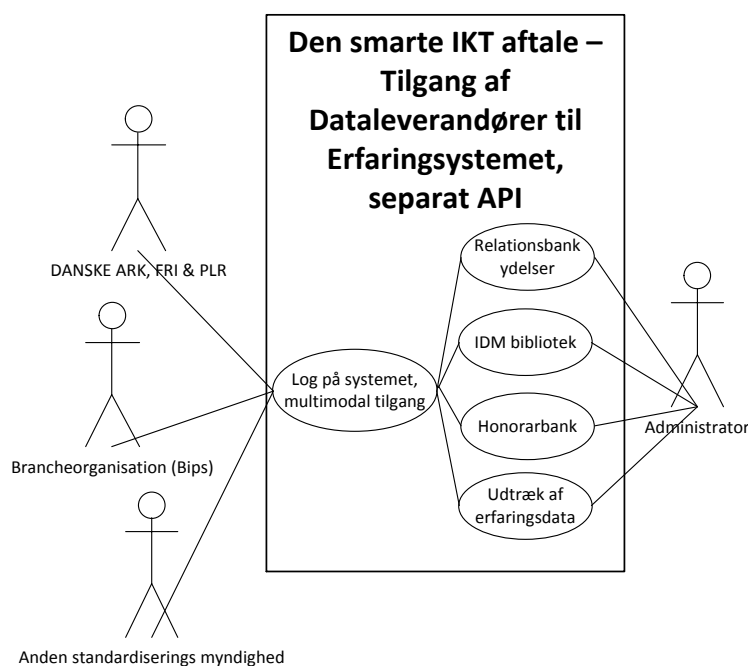 Den smarte IKT aftale –
Tilgang af
Dataleverandører til
Erfaringsystemet,
separat API
DANSKE ARK, FRI & PLR
Relationsbank
ydelser
IDM bibliotek
Log på systemet,
multimodal tilgang
Honorarbank
Administrator
Brancheorganisation (Bips)
Udtræk af
erfaringsdata
Anden standardiserings myndighed